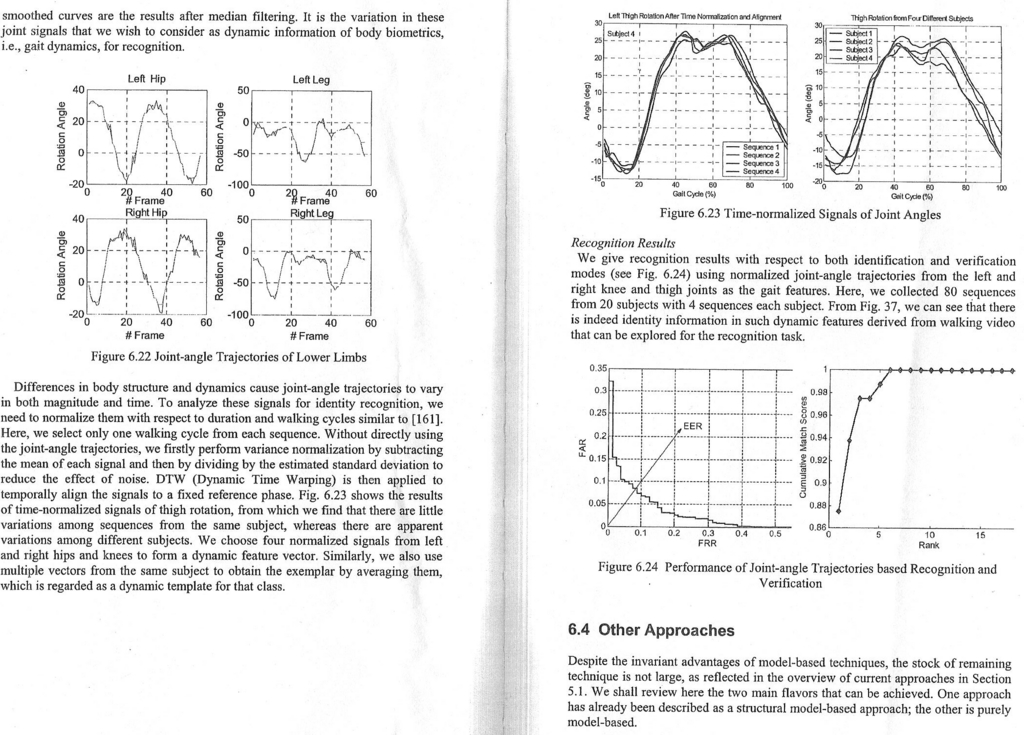 smoothed curves are the results after median filtering. It is the variation in these
joint signals that we wish to consider as dynamic information of body biometrics,
i.e., gait dynamics, for recognition.
Left Hip
Rotation Angle
40
20
0
-20
0 20 40 60
# Frame
Left Leg
Rotation Angle
50
0
-50
-100
0 20 40 60
# Frame
Right Hip
Rotation Angle
40
20
0
-20
0 20 40 60
# Frame
Right Leg
Rotation Angle
50
0
-50
-100
0 20 40 60
# Frame
Figure 6.22 Joint-angle Trajectories of Lower Limbs
Differences in body structure and dynamics cause joint-angle trajectories to vary
in both magnitude and time. To analyze these signals for identity recognition, we
need to normalize them with respect to duration and walking cycles similar to [161].
Here, we select only one walking cycle from each sequence. Without directly using
the joint-angle trajectories, we firstly perform variance normalization by subtracting
the mean of each signal and then by dividing by the estimated standard deviation to
reduce the effect of noise. DTW (Dynamic Time Warping) is then applied to
temporally align the signals to a fixed reference phase. Fig. 6.23 shows the results
of time-normalized signals of thigh rotation, from which we find that there are little
variations among sequences from the same subject, whereas there are apparent
variations among different subjects. We choose four normalized signals from left
and right hips and knees to form a dynamic feature vector. Similarly, we also use
multiple vectors from the same subject to obtain the exemplar by averaging them,
which is regarded as a dynamic template for that class.
Left Thigh Rotation After Time Normalization and Alignment
Subject 4
Angle (deg)
30
25
20
15
10
5
0
-5
-10
-15
Sequence 1
Sequence 2
Sequence 3
Sequence 4
0 20 40 60 80 100
Gait Cycle (%)
Thigh Rotation from Four Different Subjects
Subject 1
Subject 2
Subject 3
Subject 4
Angle (deg)
30
25
20
15
10
5
0
-5
-10
-15
-20
0 20 40 60 80 100
Gait Cycle (%)
Figure 6.23 Time-normalized Signals of Joint Angles
Recognition Results
We give recognition results with respect to both identification and verification
modes (see Fig. 6.24) using normalized joint-angle trajectories from the left and
right knee and thigh joints as the gait features. Here, we collected 80 sequences
from 20 subjects with 4 sequences each subject. From Fig. 37, we can see that there
is indeed identity information in such dynamic features derived from walking video
that can be explored for the recognition task.
FAR
0.35
0.3
0.25
0.2
0.15
0.1
0.05
0
EER
0 0.1 0.2 0.3 0.4 0.5
FRR
Cumulative Match Scores
1
0.98
0.96
0.94
0.92
0.9
0.88
0.86
0 5 10 15
Rank
Figure 6.24 Performance of Joint-angle Trajectories based Recognition and
Verification
6.4 Other Approaches
Despite the invariant advantages of model-based techniques, the stock of remaining
technique is not large, as reflected in the overview of current approaches in Section
5.1. We shall review here the two main flavors that can be achieved. One approach
has already been described as a structural model-based approach; the other is purely
model-based.